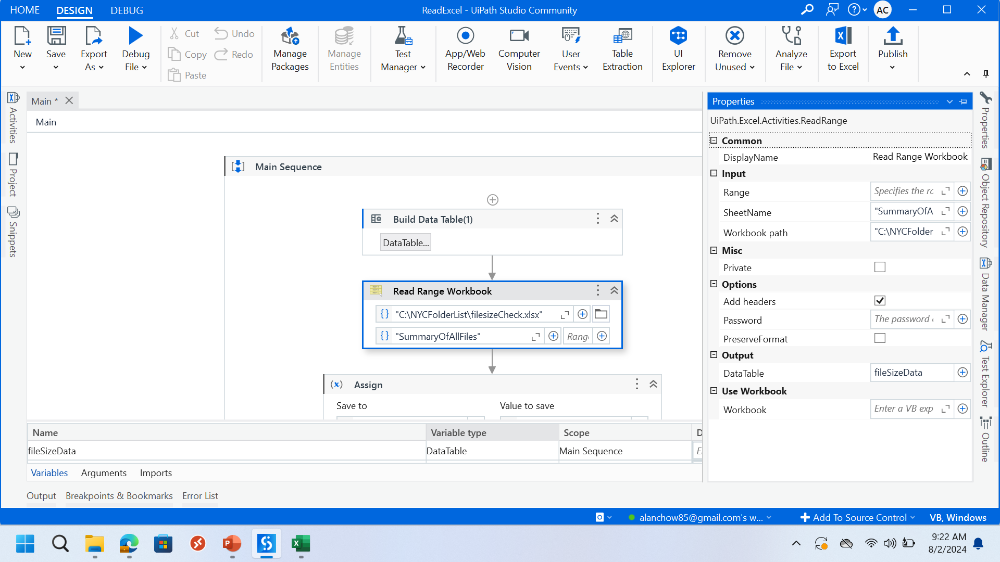 HOME DESIGN DEBUG
ReadExcel - UiPath Studio Community
AC
New
Save
Export As
Debug File
Cut
Copy
Paste
Undo
Redo
Manage Packages
Manage Entities
Test Manager
App/Web Recorder
Computer Vision
User Events
Table Extraction
UI Explorer
Remove Unused
Analyze File
Export to Excel
Publish
Activities
Project
Snippets
Main *
Main
Main Sequence
Build Data Table(1)
DataTable...
Read Range Workbook
"C:\NYCFolderList\filesizeCheck.xlsx"
"SummaryOfAllFiles"
Assign
Save to
Value to save
Name Variable type Scope D
fileSizeData DataTable Main Sequence
Variables Arguments Imports
Output Breakpoints & Bookmarks Error List
Properties
UiPath.Excel.Activities.ReadRange
Common
DisplayName Read Range Workbook
Input
Range Specifies the
SheetName "SummaryOfA
Workbook path "C:\NYCFolder
Misc
Private
Options
Add headers
Password The password
PreserveFormat
Output
DataTable fileSizeData
Use Workbook
Workbook Enter a VB exp
Properties
Object Repository
Data Manager
Test Explorer
Outline
alanchow85@gmail.com's w...
Add To Source Control
VB, Windows
9:22 AM
8/2/2024